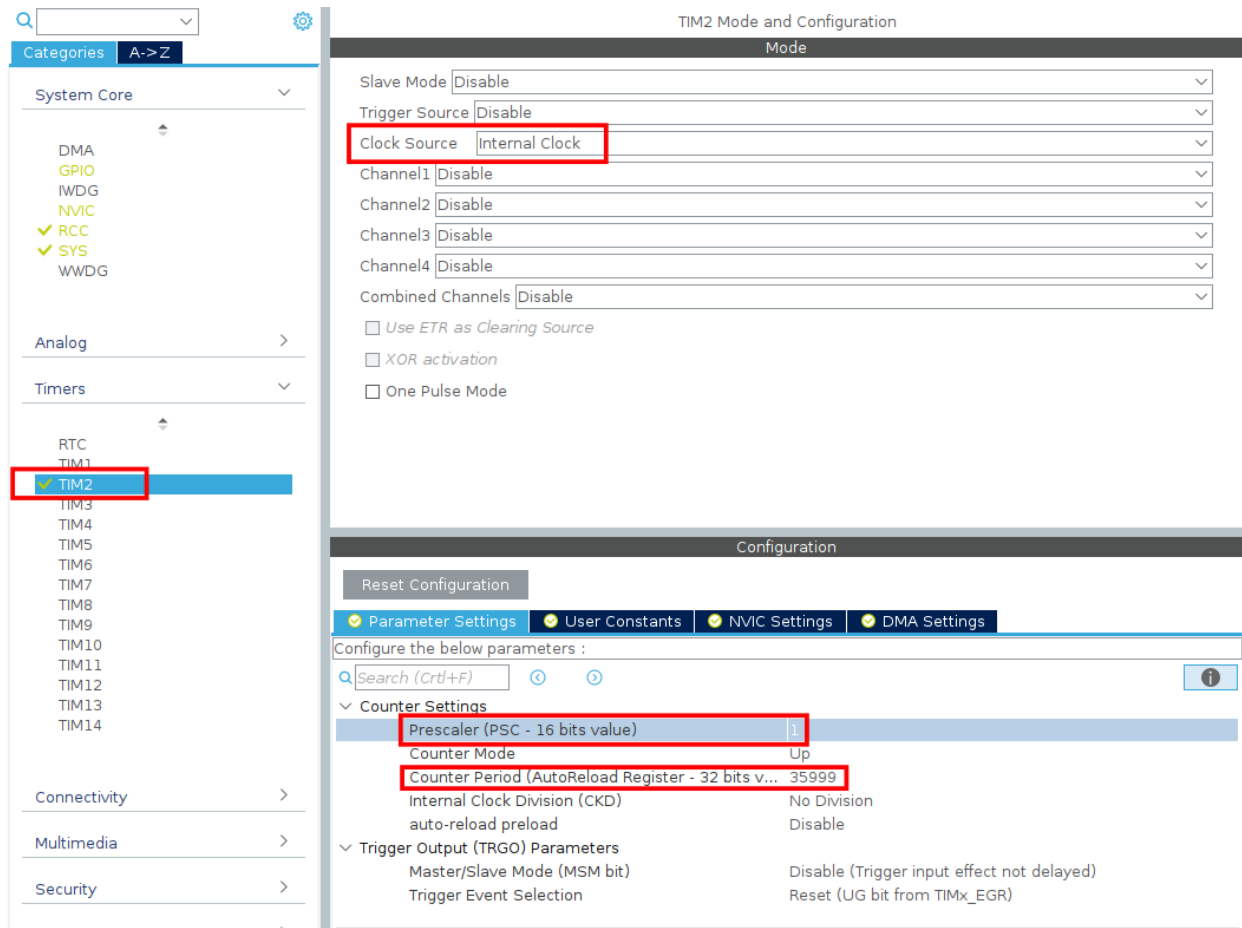 Categories A->Z
System Core
DMA
GPIO
IWDG
NVIC
RCC
SYS
WWDG
Analog
Timers
RTC
TIM1
TIM2
TIM3
TIM4
TIM5
TIM6
TIM7
TIM8
TIM9
TIM10
TIM11
TIM12
TIM13
TIM14
Connectivity
Multimedia
Security
TIM2 Mode and Configuration
Mode
Slave Mode Disable
Trigger Source Disable
Clock Source Internal Clock
Channel1 Disable
Channel2 Disable
Channel3 Disable
Channel4 Disable
Combined Channels Disable
Use ETR as Clearing Source
XOR activation
One Pulse Mode
Configuration
Reset Configuration
Parameter Settings User Constants NVIC Settings DMA Settings
Configure the below parameters :
Search (Crtl+F)
Counter Settings
Prescaler (PSC - 16 bits value) 1
Counter Mode Up
Counter Period (AutoReload Register - 32 bits v... 35999
Internal Clock Division (CKD) No Division
auto-reload preload Disable
Trigger Output (TRGO) Parameters
Master/Slave Mode (MSM bit) Disable (Trigger input effect not delayed)
Trigger Event Selection Reset (UG bit from TIMx_EGR)